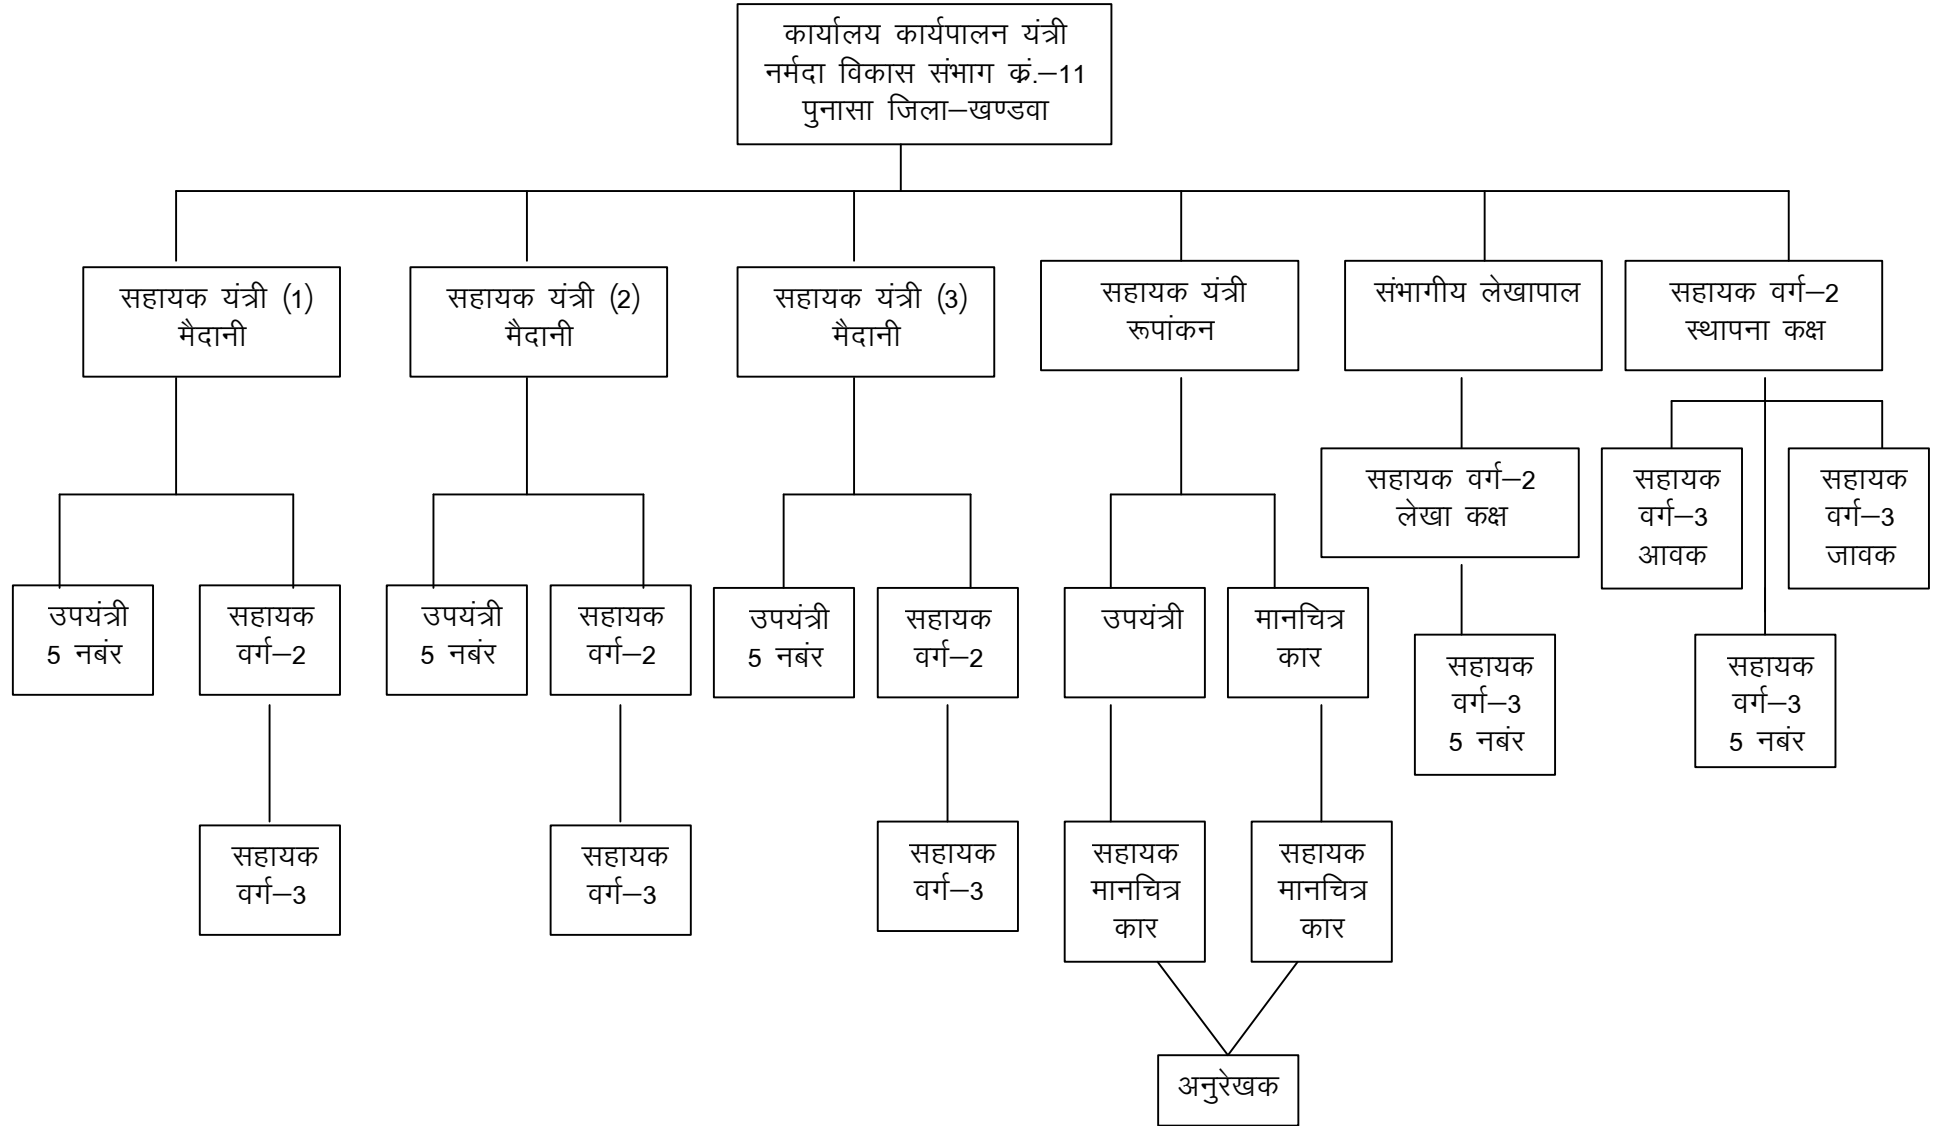 कार्यालय कार्यपालन यंत्री
नर्मदा विकास संभाग क्रं.–11
पुनासा जिला–खण्डवा
सहायक यंत्री (1)
मैदानी
सहायक यंत्री (2)
मैदानी
सहायक यंत्री (3)
मैदानी
सहायक यंत्री
रूपांकन
संभागीय लेखापाल
सहायक वर्ग–2
स्थापना कक्ष
सहायक वर्ग–2
लेखा कक्ष
सहायक
वर्ग–3
आवक
सहायक
वर्ग–3
जावक
उपयंत्री
5 नबंर
सहायक
वर्ग–2
उपयंत्री
5 नबंर
सहायक
वर्ग–2
उपयंत्री
5 नबंर
सहायक
वर्ग–2
उपयंत्री
मानचित्र
कार
सहायक
वर्ग–3
5 नबंर
सहायक
वर्ग–3
5 नबंर
सहायक
वर्ग–3
सहायक
वर्ग–3
सहायक
वर्ग–3
सहायक
मानचित्र
कार
सहायक
मानचित्र
कार
अनुरेखक